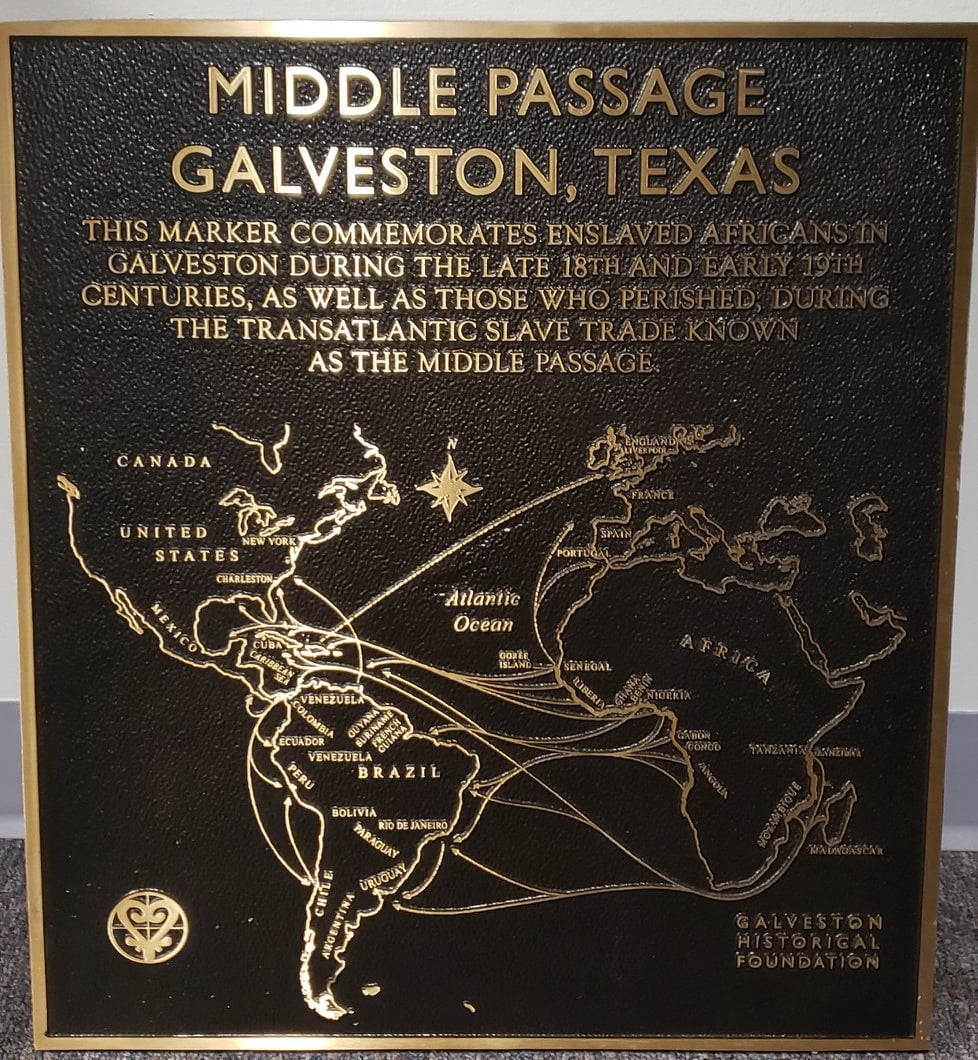 MIDDLE PASSAGE
GALVESTON, TEXAS
THIS MARKER COMMEMORATES ENSLAVED AFRICANS IN
GALVESTON DURING THE LATE 18TH AND EARLY 19TH
CENTURIES, AS WELL AS THOSE WHO PERISHED, DURING
THE TRANSATLANTIC SLAVE TRADE KNOWN
AS THE MIDDLE PASSAGE.
CANADA
UNITED
STATES
NEW YORK
CHARLESTON
MEXICO
CUBA
CARIBBEAN
SEA
N
Atlantic
Ocean
ENGLAND
LIVERPOOL
FRANCE
SPAIN
PORTUGAL
AFRICA
GORÉE
ISLAND
SENEGAL
LIBERIA
GHANA
BENIN
NIGERIA
GABON
CONGO
ANGOLA
TANZANIA
ZANZIBAR
MOZAMBIQUE
MADAGASCAR
VENEZUELA
COLOMBIA
GUYANA
SURINAME
FRENCH
GUIANA
ECUADOR
VENEZUELA
BRAZIL
PERU
BOLIVIA
RIO DE JANEIRO
PARAGUAY
URUGUAY
CHILE
ARGENTINA
GALVESTON
HISTORICAL
FOUNDATION